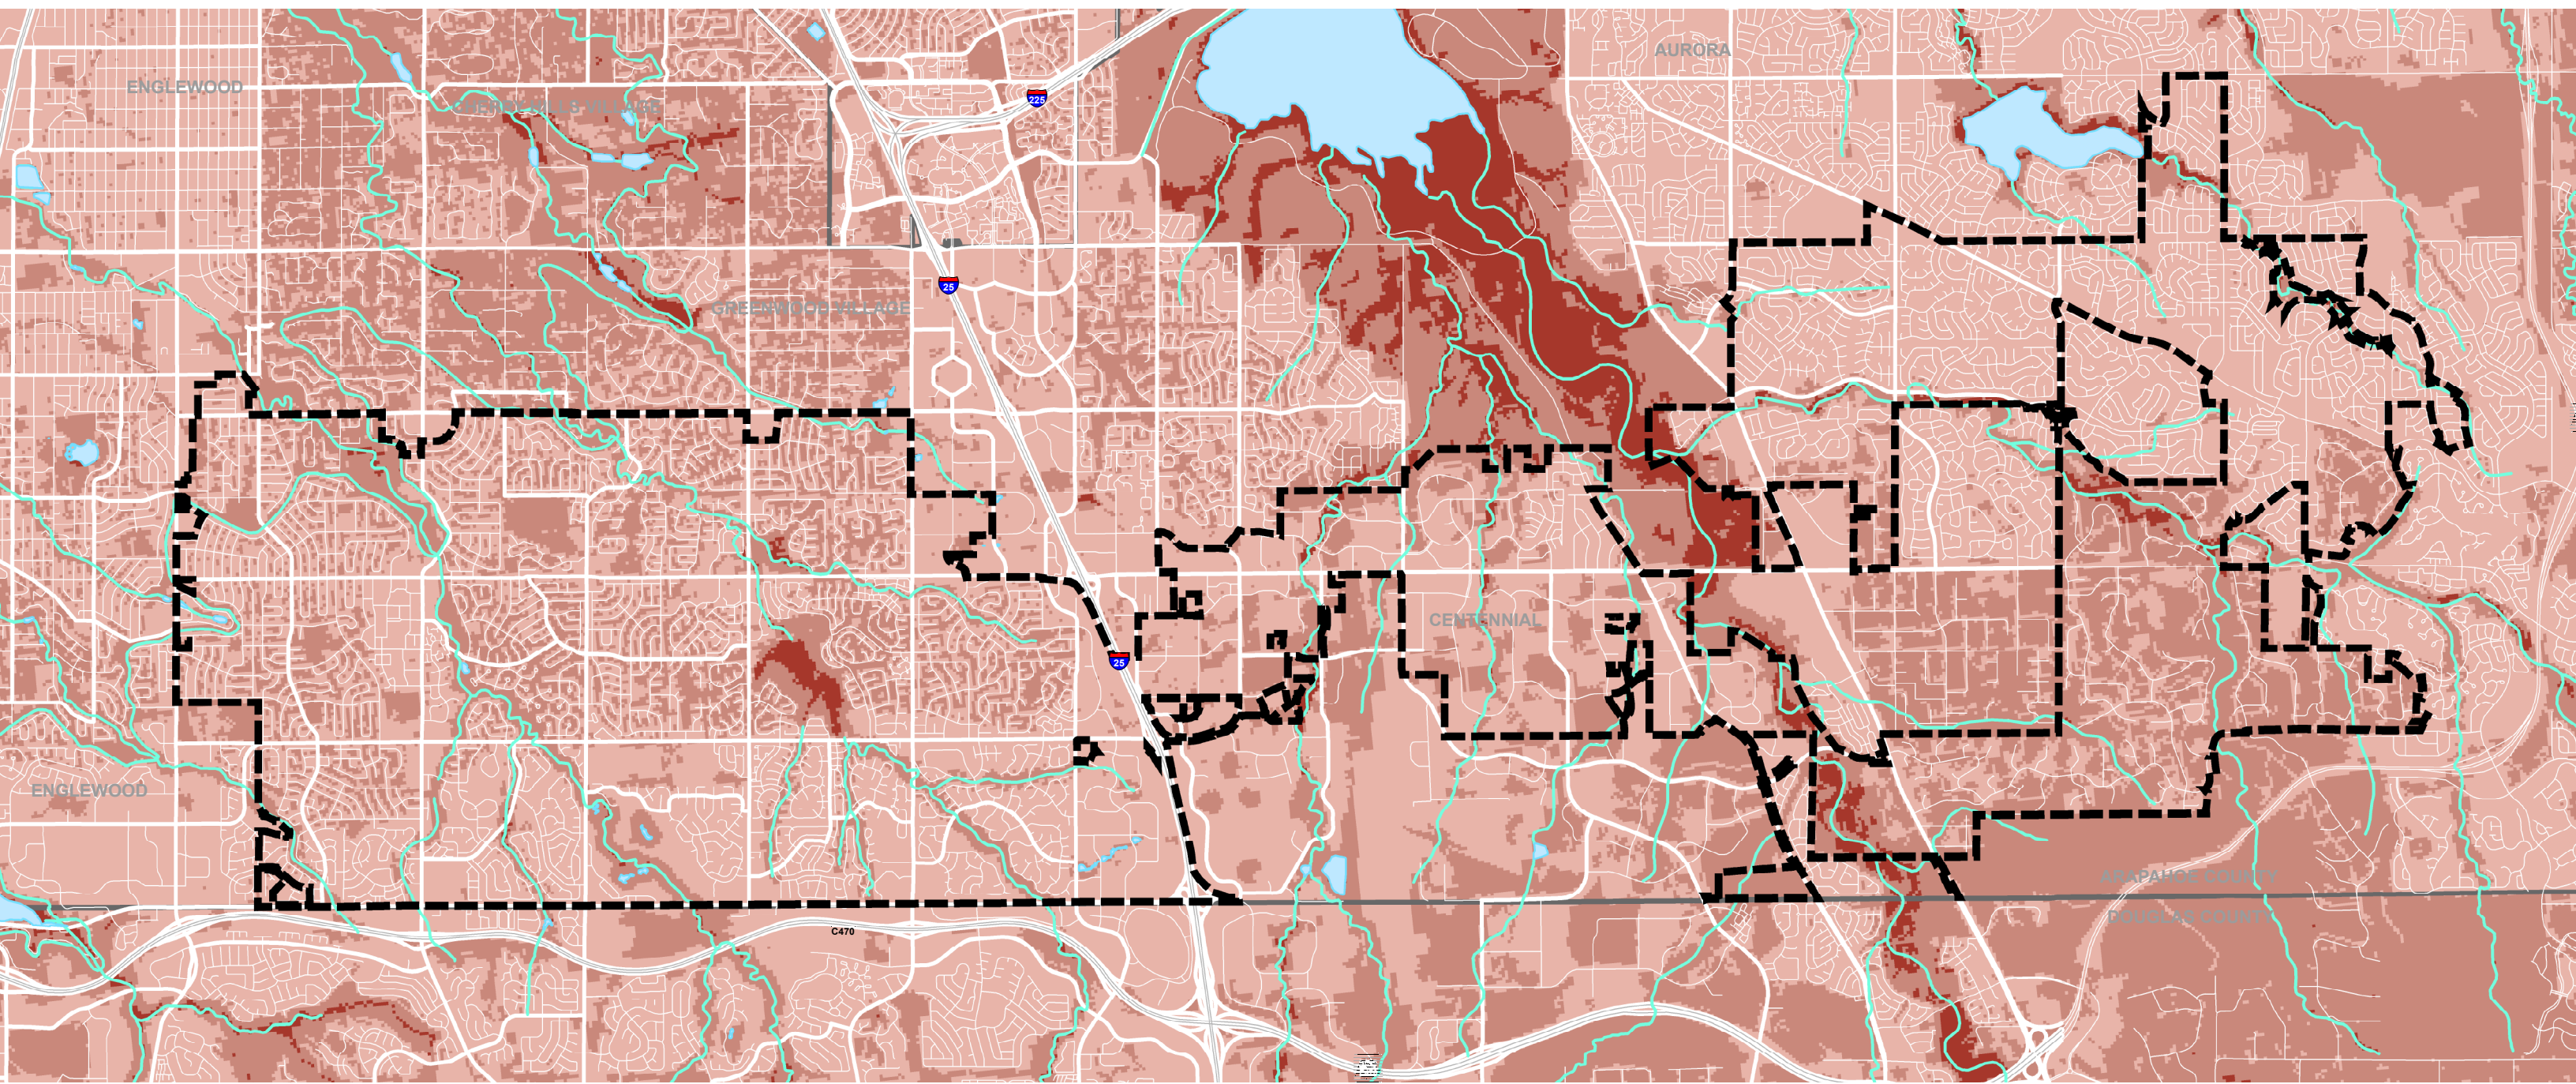 AURORA
ENGLEWOOD
CHERRY HILLS VILLAGE
225
25
GREENWOOD VILLAGE
CENTENNIAL
25
ENGLEWOOD
ARAPAHOE COUNTY
DOUGLAS COUNTY
C470